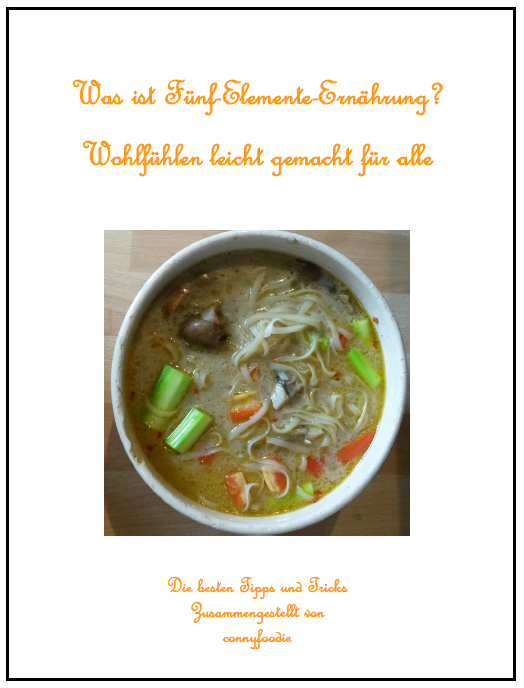 Was ist Fünf-Elemente-Ernährung?
Wohlfühlen leicht gemacht für alle
Die besten Tipps und Tricks
Zusammengestellt von
connyfoodie